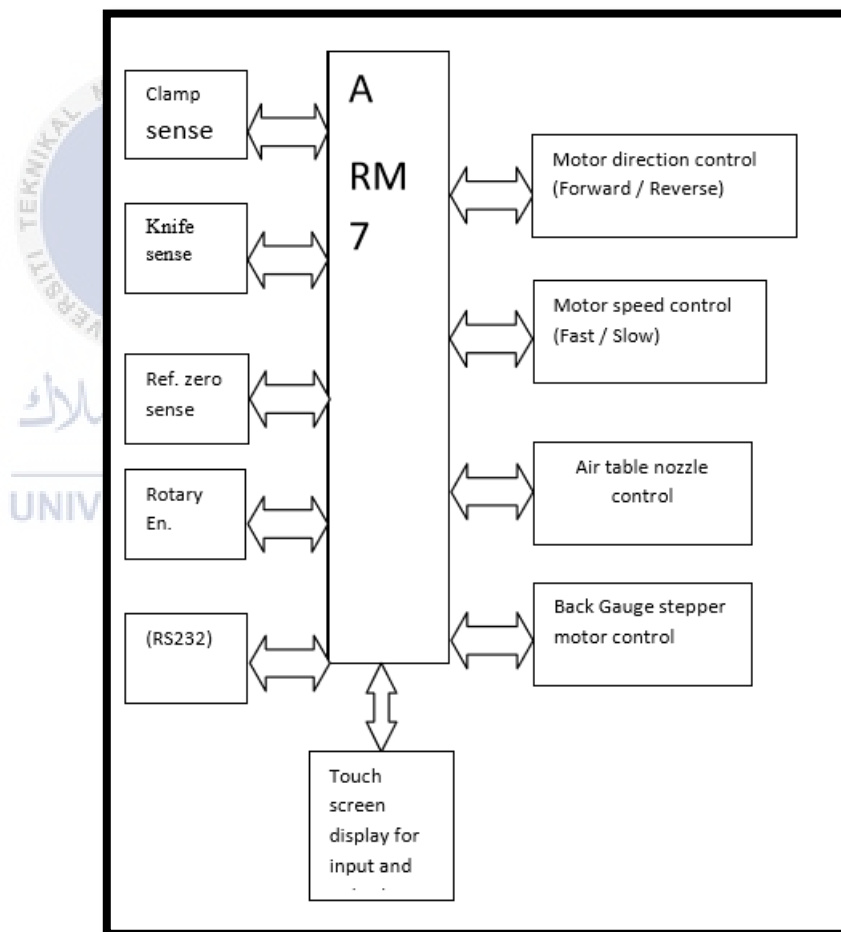 Clamp
sense
Knife
sense
Ref. zero
sense
Rotary
En.
(RS232)
A
RM
7
Motor direction control
(Forward / Reverse)
Motor speed control
(Fast / Slow)
Air table nozzle
control
Back Gauge stepper
motor control
Touch
screen
display for
input and
TEKNIKAL
UNIV